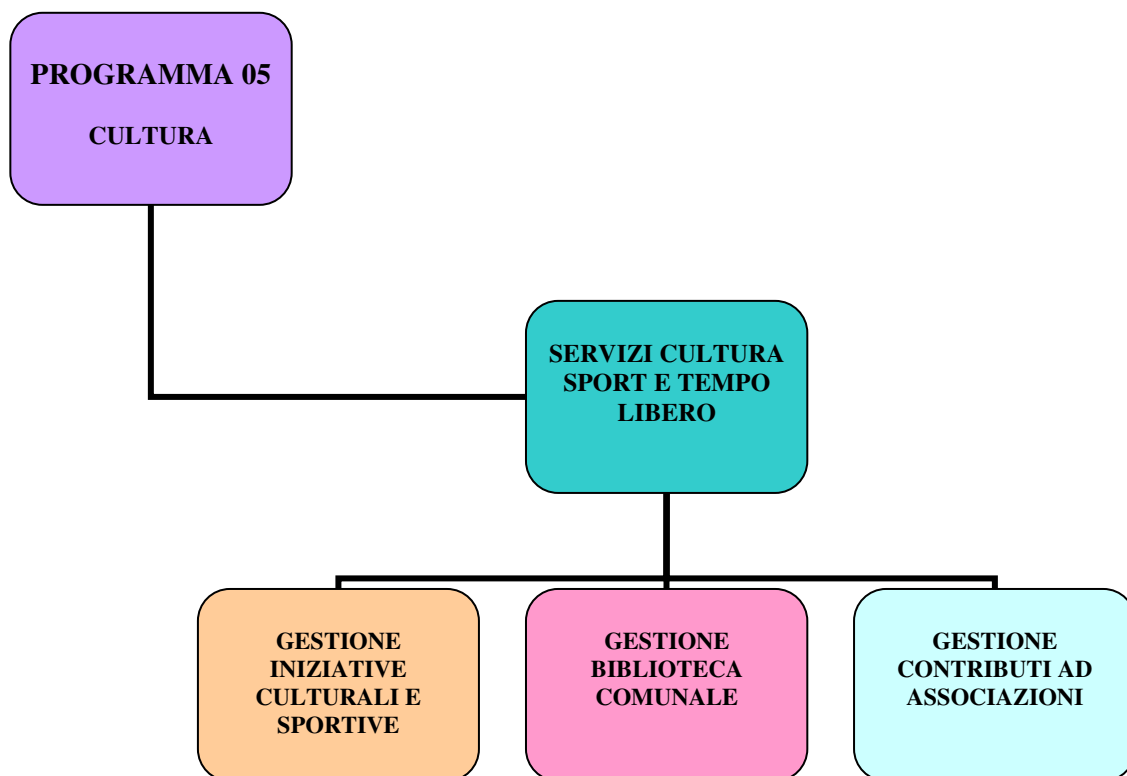 PROGRAMMA 05
CULTURA
SERVIZI CULTURA
SPORT E TEMPO
LIBERO
GESTIONE
INIZIATIVE
CULTURALI E
SPORTIVE
GESTIONE
BIBLIOTECA
COMUNALE
GESTIONE
CONTRIBUTI AD
ASSOCIAZIONI